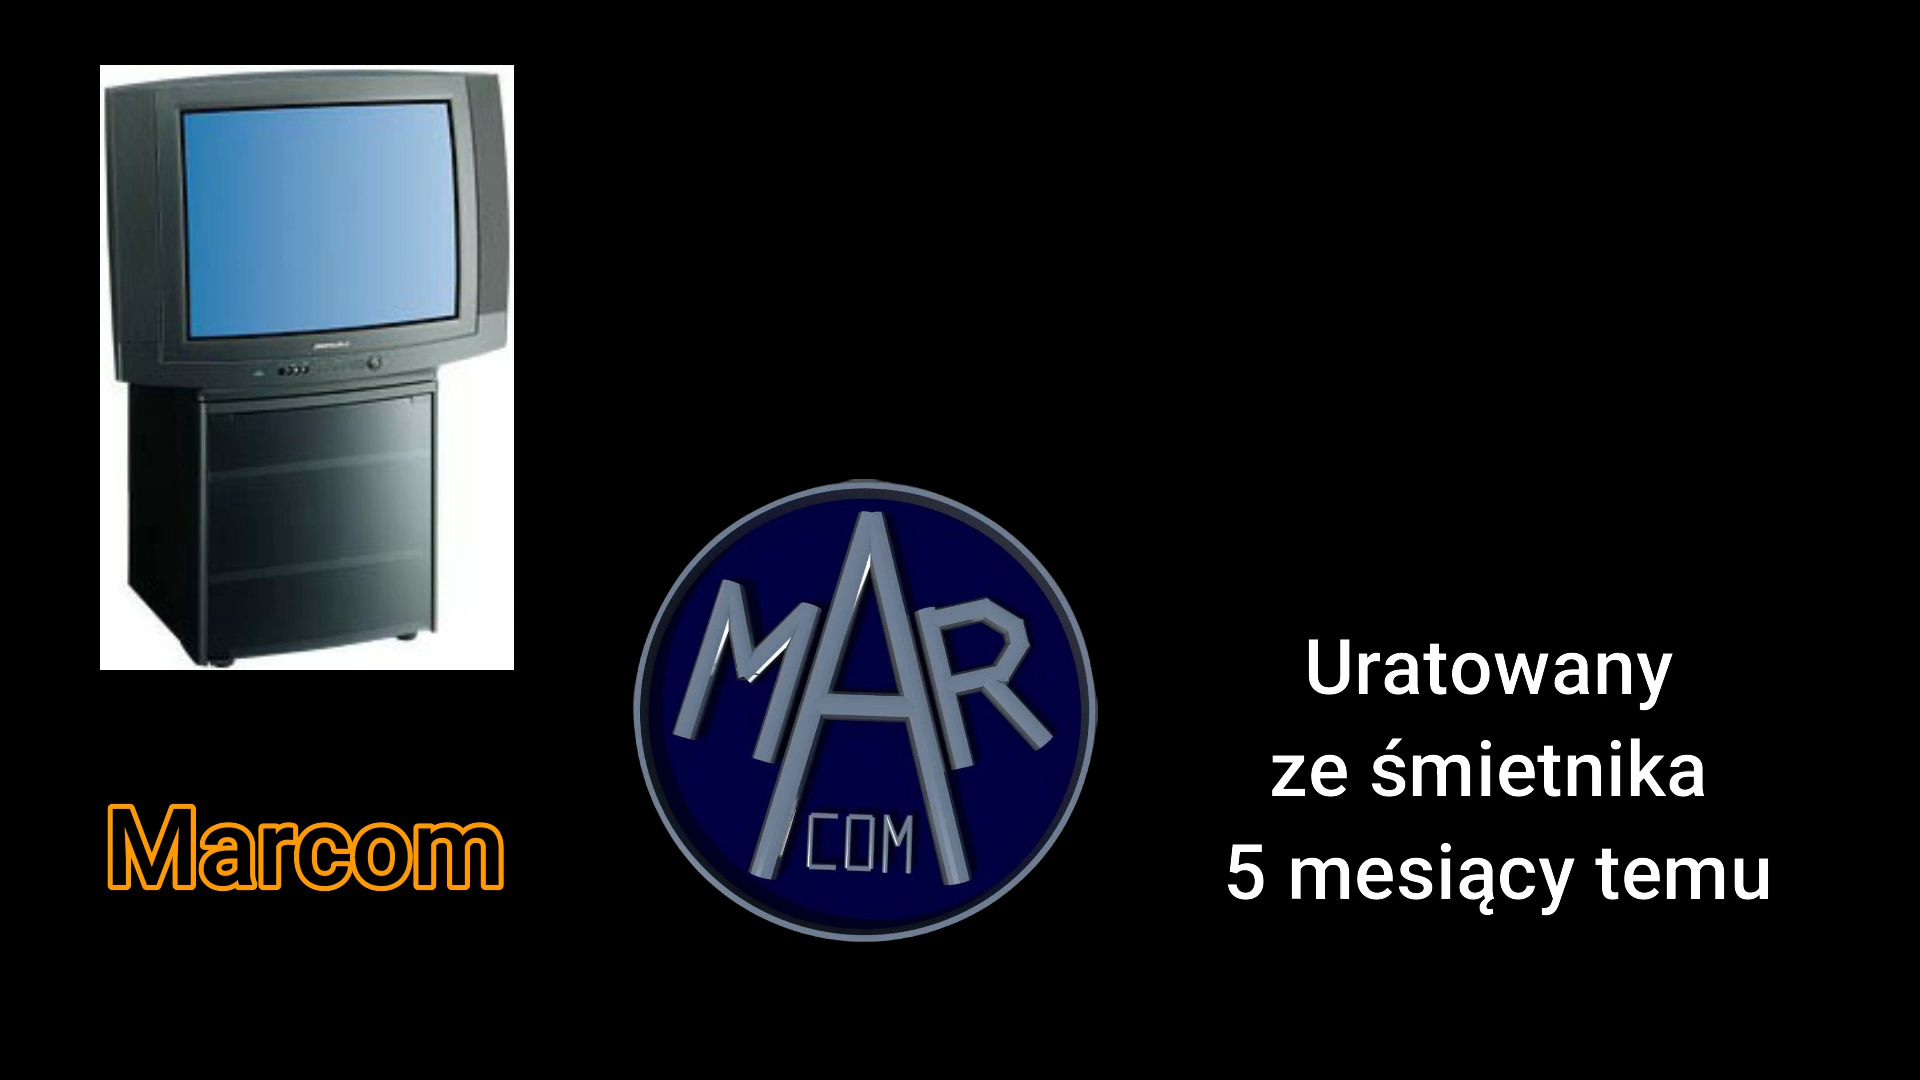 MAR
COM
Marcom
Uratowany
ze śmietnika
5 mesiący temu